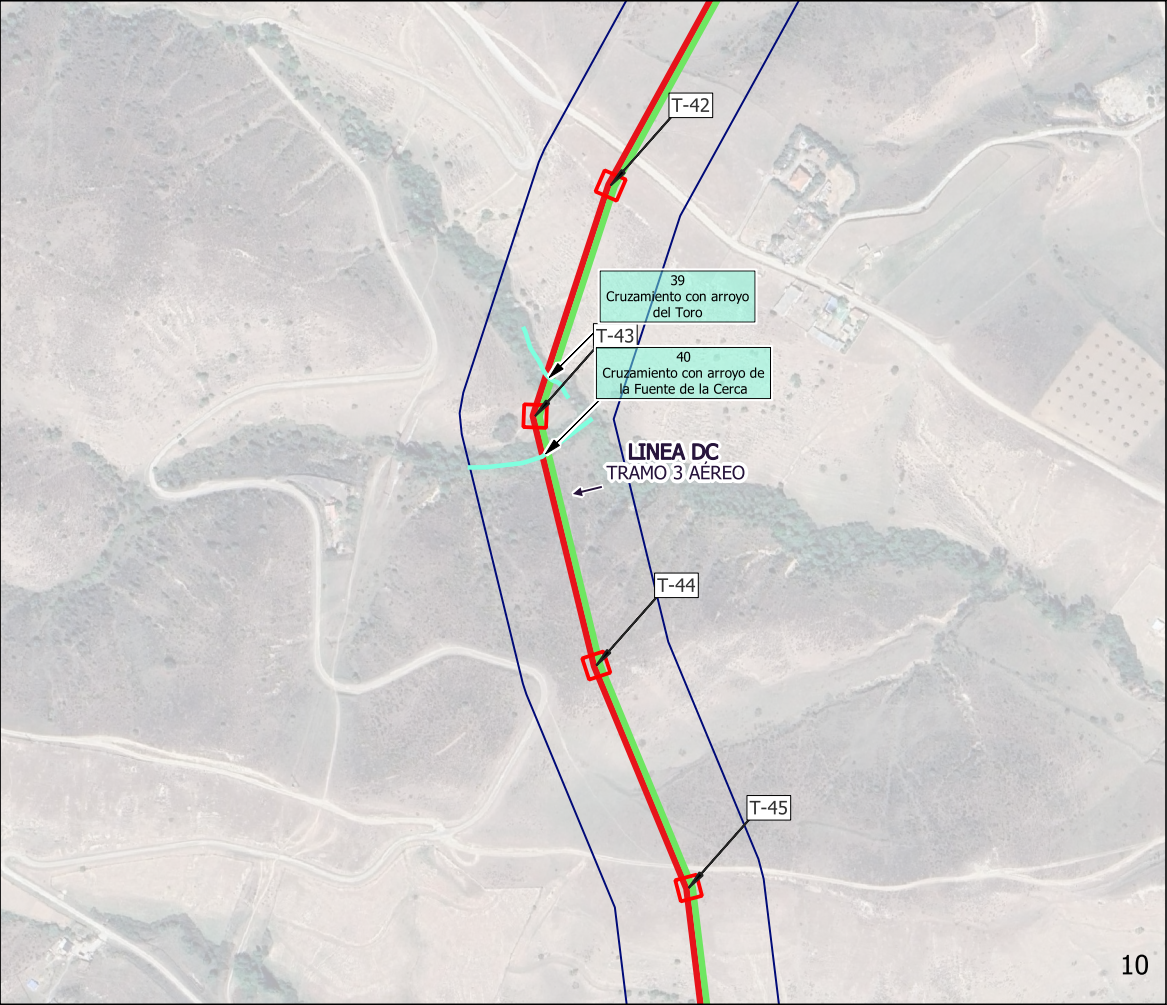 T-42
39
Cruzamiento con arroyo
del Toro
T-43
40
Cruzamiento con arroyo de
la Fuente de la Cerca
LINEA DC
TRAMO 3 AÉREO
T-44
T-45
10